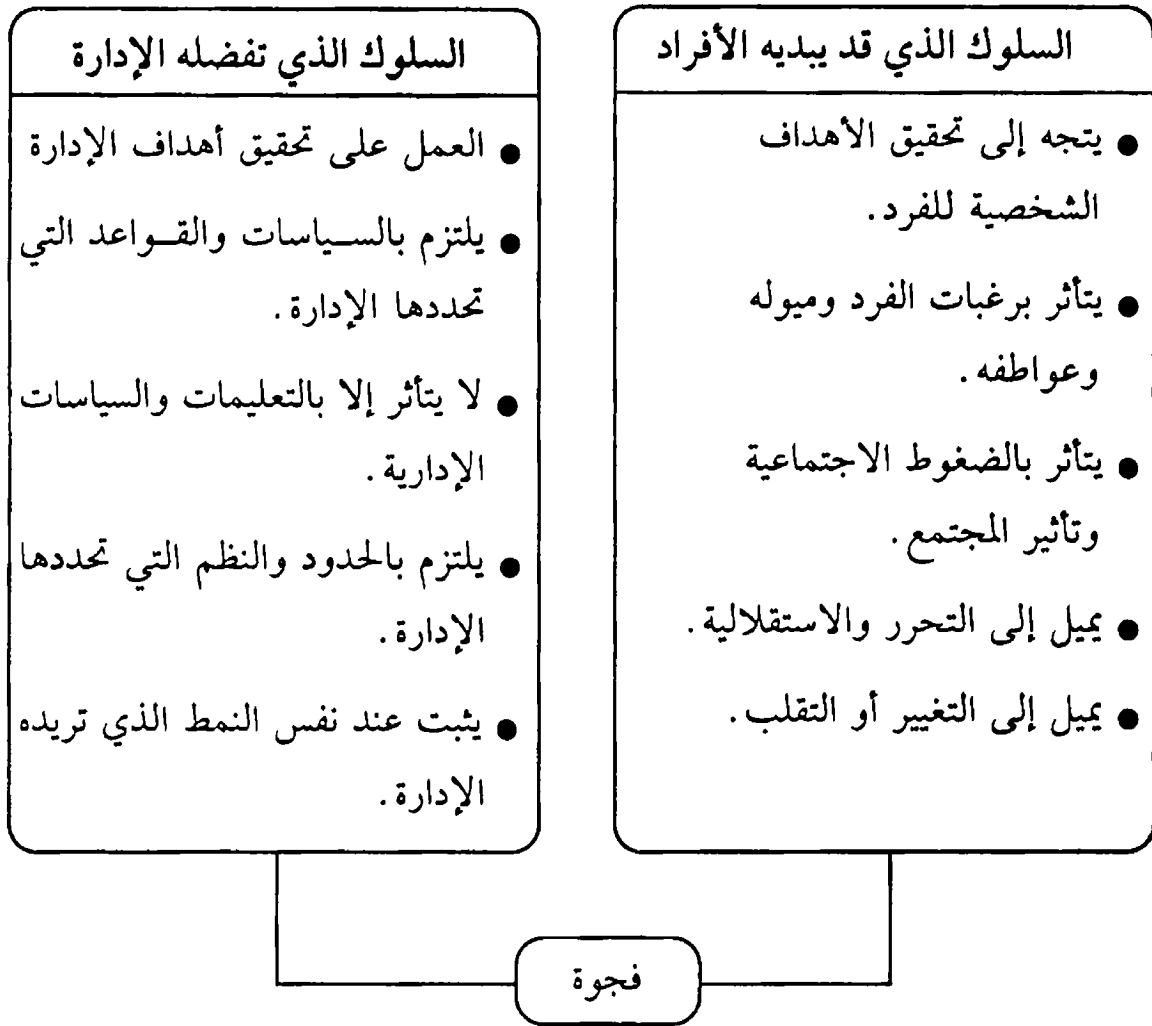 السلوك الذي قد يبديه الأفراد
● يتجه إلى تحقيق الأهداف
الشخصية للفرد.
● يتأثر برغبات الفرد وميوله
وعواطفه.
● يتأثر بالضغوط الاجتماعية
وتأثير المجتمع.
● يميل إلى التحرر والاستقلالية.
● يميل إلى التغيير أو التقلب.
السلوك الذي تفضله الإدارة
● العمل على تحقيق أهداف الإدارة
● يلتزم بالسياسات والقواعد التي
تحددها الإدارة.
● لا يتأثر إلا بالتعليمات والسياسات
الإدارية.
● يلتزم بالحدود والنظم التي تحددها
الإدارة.
● يثبت عند نفس النمط الذي تريده
الإدارة.
فجوة